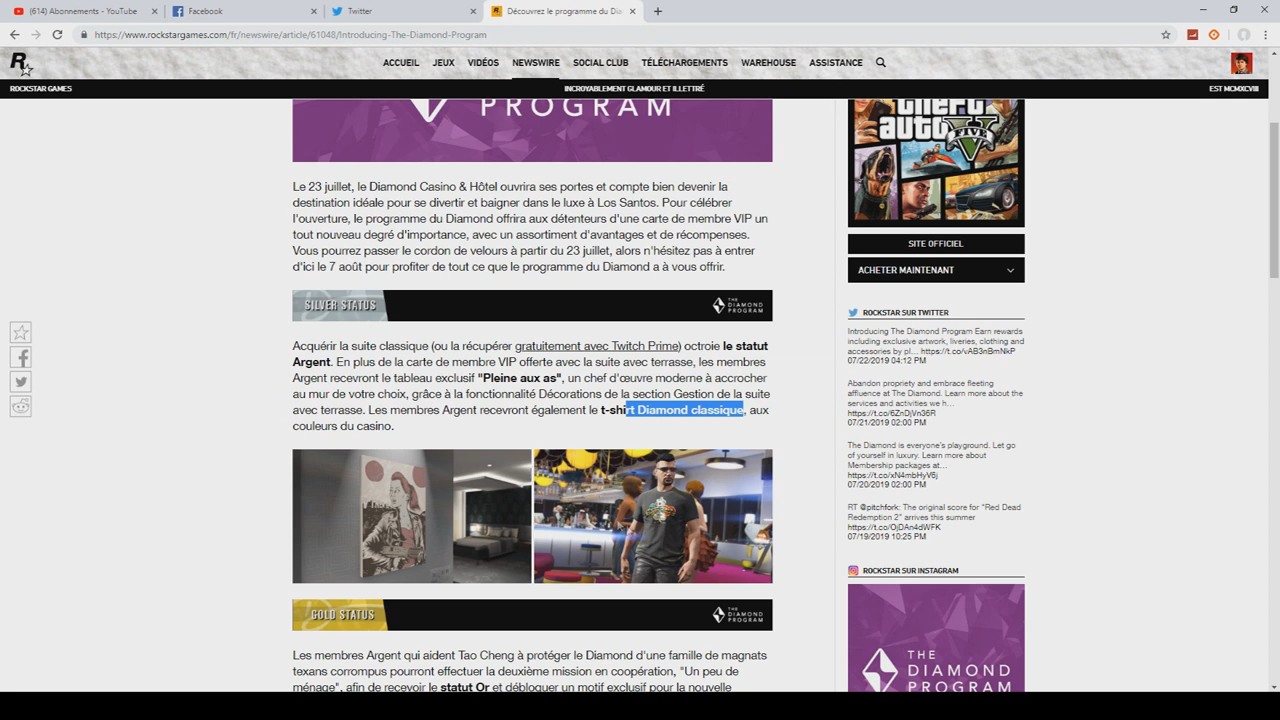 (614) Abonnements - YouTube
Facebook
Twitter
Découvrez le programme du Dia
https://www.rockstargames.com/fr/newswire/article/61048/Introducing-The-Diamond-Program
ACCUEIL JEUX VIDÉOS NEWSWIRE SOCIAL CLUB TÉLÉCHARGEMENTS WAREHOUSE ASSISTANCE
ROCKSTAR GAMES INCROYABLEMENT GLAMOUR ET ILLETTRÉ EST MCMXCVIII
PROGRAM
Le 23 juillet, le Diamond Casino & Hôtel ouvrira ses portes et compte bien devenir la
destination idéale pour se divertir et baigner dans le luxe à Los Santos. Pour célébrer
l'ouverture, le programme du Diamond offrira aux détenteurs d'une carte de membre VIP un
tout nouveau degré d'importance, avec un assortiment d'avantages et de récompenses.
Vous pourrez passer le cordon de velours à partir du 23 juillet, alors n'hésitez pas à entrer
d'ici le 7 août pour profiter de tout ce que le programme du Diamond a à vous offrir.
SILVER STATUS
THE
DIAMOND
PROGRAM
Acquérir la suite classique (ou la récupérer gratuitement avec Twitch Prime) octroie le statut
Argent. En plus de la carte de membre VIP offerte avec la suite avec terrasse, les membres
Argent recevront le tableau exclusif "Pleine aux as", un chef d'œuvre moderne à accrocher
au mur de votre choix, grâce à la fonctionnalité Décorations de la section Gestion de la suite
avec terrasse. Les membres Argent recevront également le t-shirt Diamond classique, aux
couleurs du casino.
GOLD STATUS
THE
DIAMOND
PROGRAM
Les membres Argent qui aident Tao Cheng à protéger le Diamond d'une famille de magnats
texans corrompus pourront effectuer la deuxième mission en coopération, "Un peu de
ménage", afin de recevoir le statut Or et débloquer un motif exclusif pour la nouvelle
grand
theft
auto V
FIVE
SITE OFFICIEL
ACHETER MAINTENANT
ROCKSTAR SUR TWITTER
Introducing The Diamond Program Earn rewards
including exclusive artwork, liveries, clothing and
accessories by pl… https://t.co/vAB3nBmNkP
07/22/2019 04:12 PM
Abandon propriety and embrace fleeting
affluence at The Diamond. Learn more about the
services and activities we h…
https://t.co/6ZnDjVn36R
07/21/2019 02:00 PM
The Diamond is everyone's playground. Let go
of yourself in luxury. Learn more about
Membership packages at…
https://t.co/xN4mbHyV6j
07/20/2019 02:00 PM
RT @pitchfork: The original score for "Red Dead
Redemption 2" arrives this summer
https://t.co/OjDAn4dWFK
07/19/2019 10:25 PM
ROCKSTAR SUR INSTAGRAM
THE
DIAMOND
PROGRAM